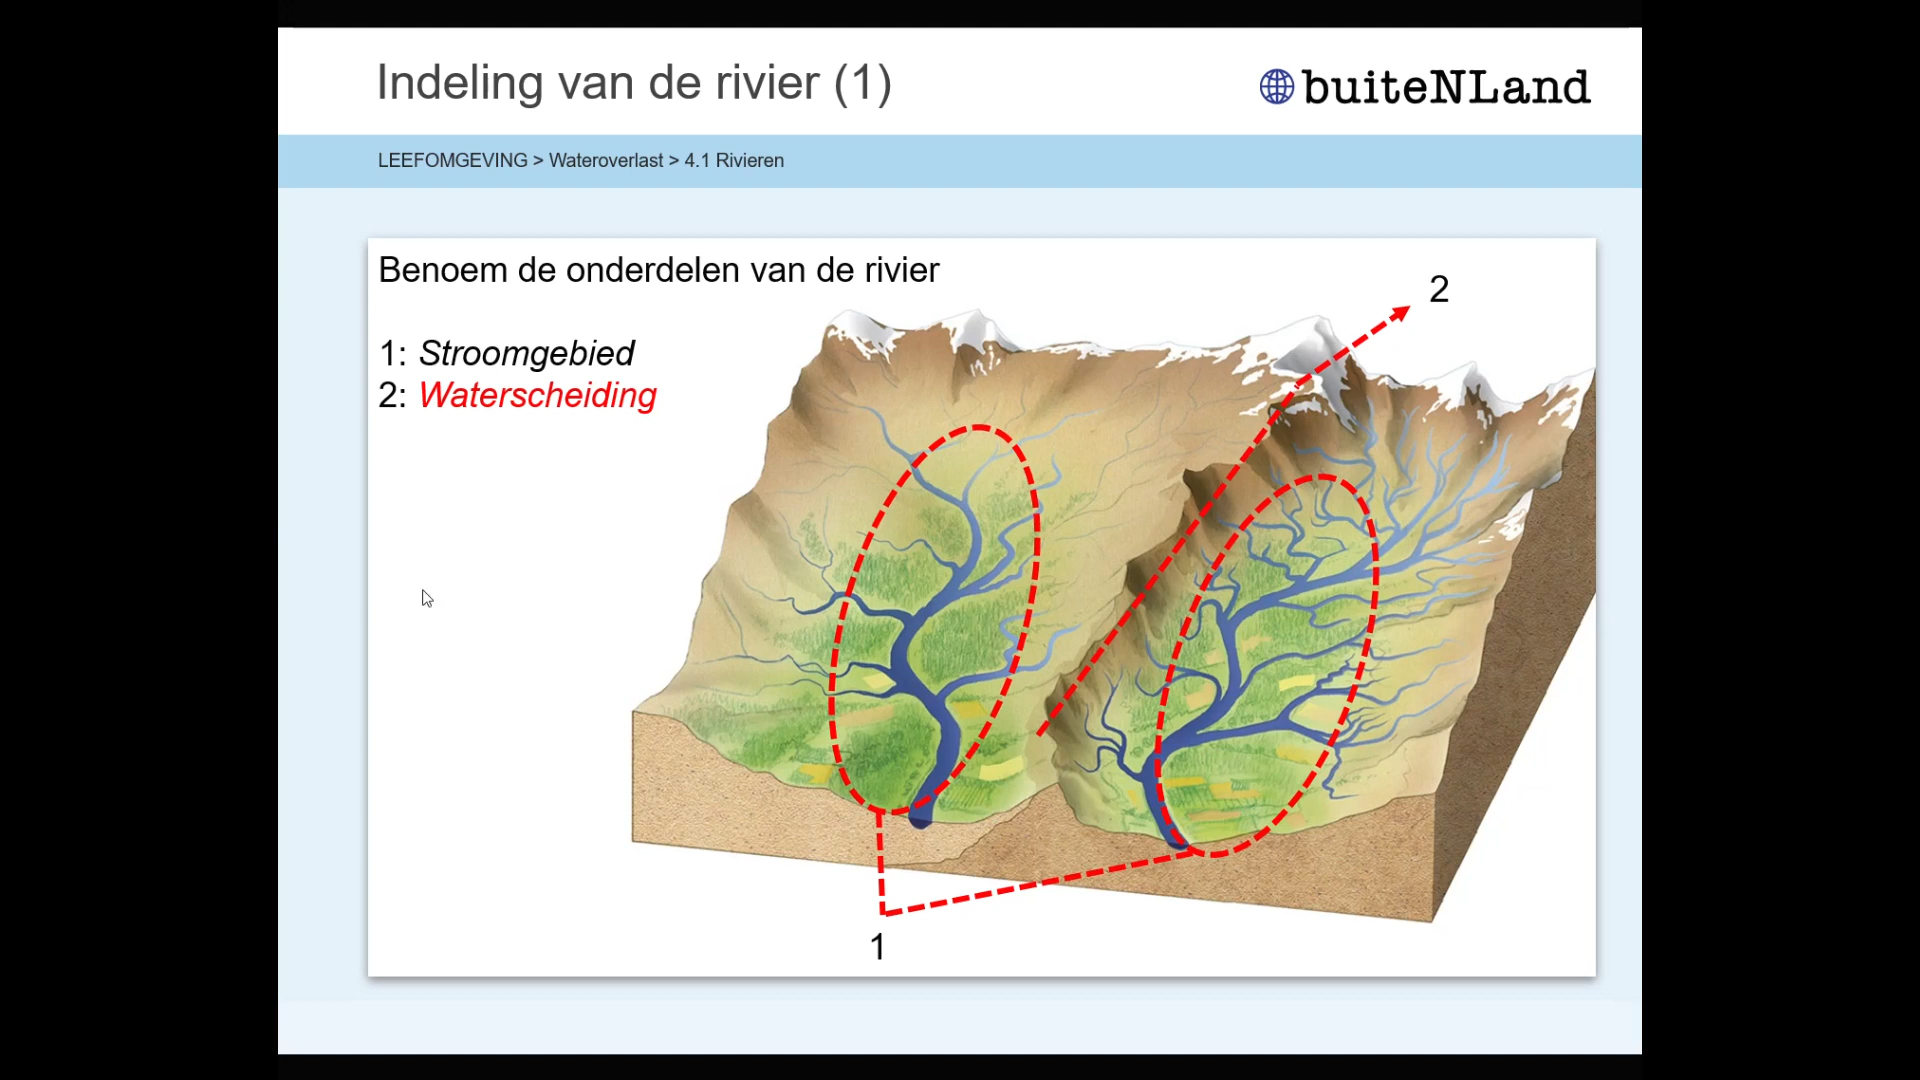 Indeling van de rivier (1)
buiteNLand
LEEFOMGEVING > Wateroverlast > 4.1 Rivieren
Benoem de onderdelen van de rivier
2
1: Stroomgebied
2: Waterscheiding
1